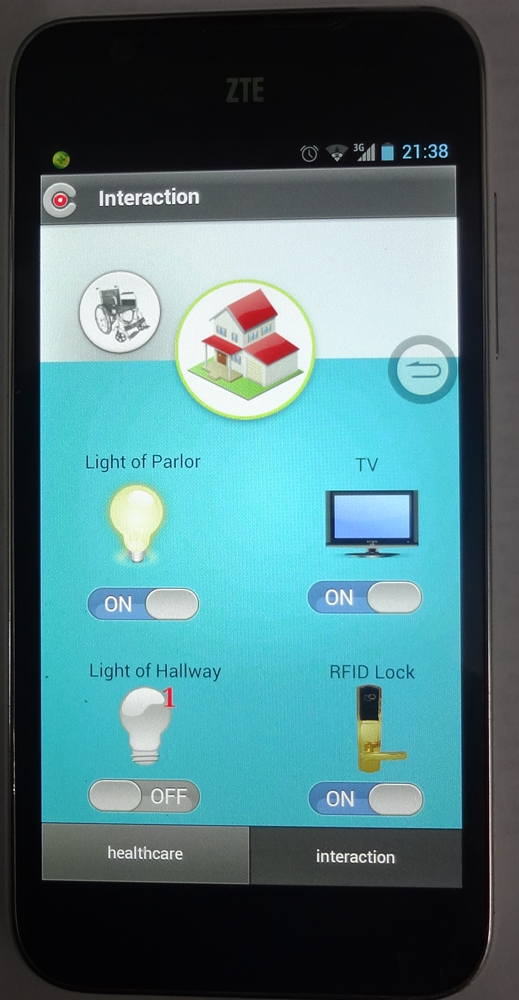 ZTE
3G 21:38
Interaction
Light of Parlor
TV
ON
ON
Light of Hallway
RFID Lock
1
OFF
ON
healthcare
interaction